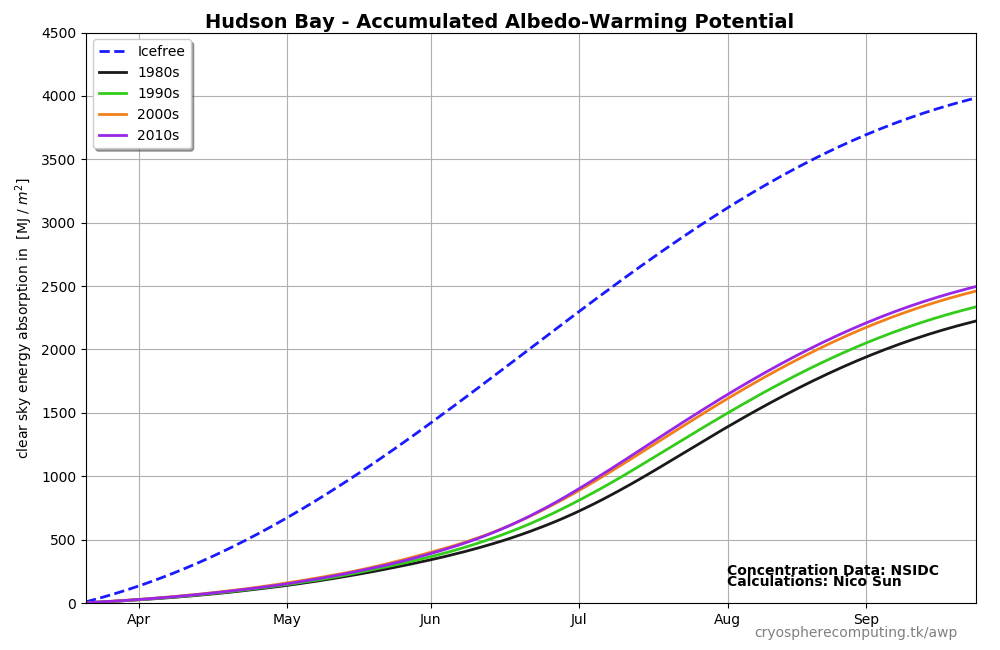 Hudson Bay - Accumulated Albedo-Warming Potential
4500
4000
3500
3000
2500
2000
1500
1000
500
0
clear sky energy absorption in [MJ / m²]
Icefree
1980s
1990s
2000s
2010s
Concentration Data: NSIDC
Calculations: Nico Sun
Apr May Jun Jul Aug Sep
cryospherecomputing.tk/awp